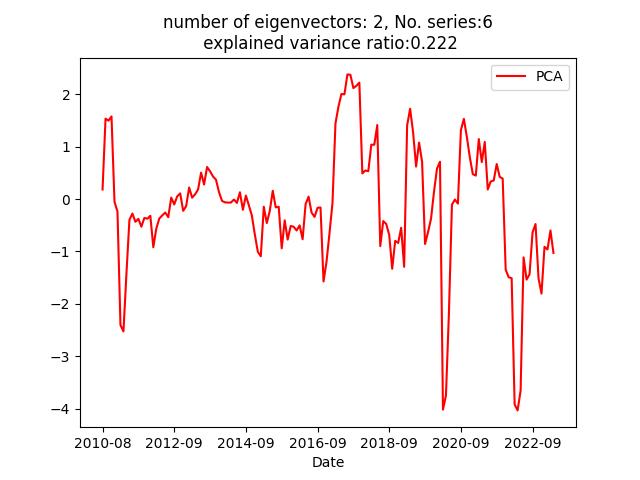 number of eigenvectors: 2, No. series:6
explained variance ratio:0.222
PCA
2
1
0
−1
−2
−3
−4
2010-08 2012-09 2014-09 2016-09 2018-09 2020-09 2022-09
Date